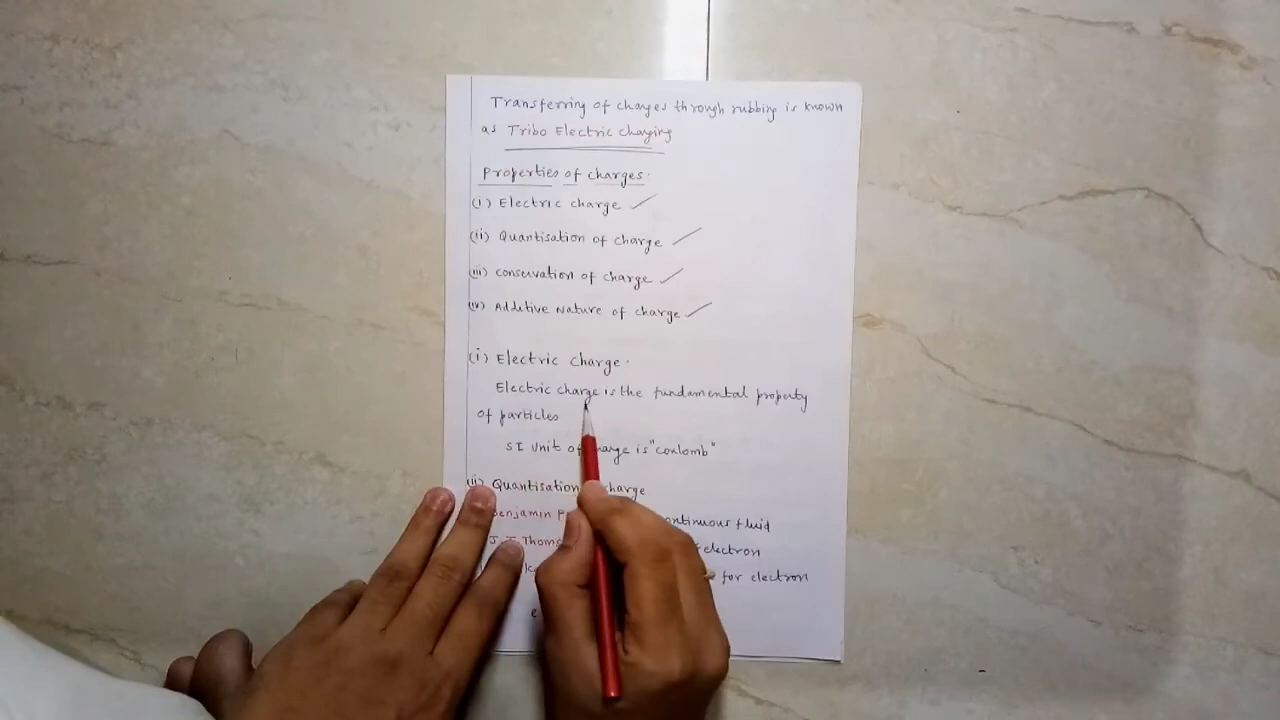 Transferring of charges through rubbing is known
as Tribo Electric charging
Properties of charges.
(i) Electric charge
(ii) Quantisation of charge
(iii) conservation of charge
(iv) Additive Nature of charge
(i) Electric charge.
Electric charge is the fundamental property
of particles
SI Unit of charge is "coulomb"
(ii) Quantisation charge
Benjamin continuous fluid
J. J. Thoms electron
for electron
e